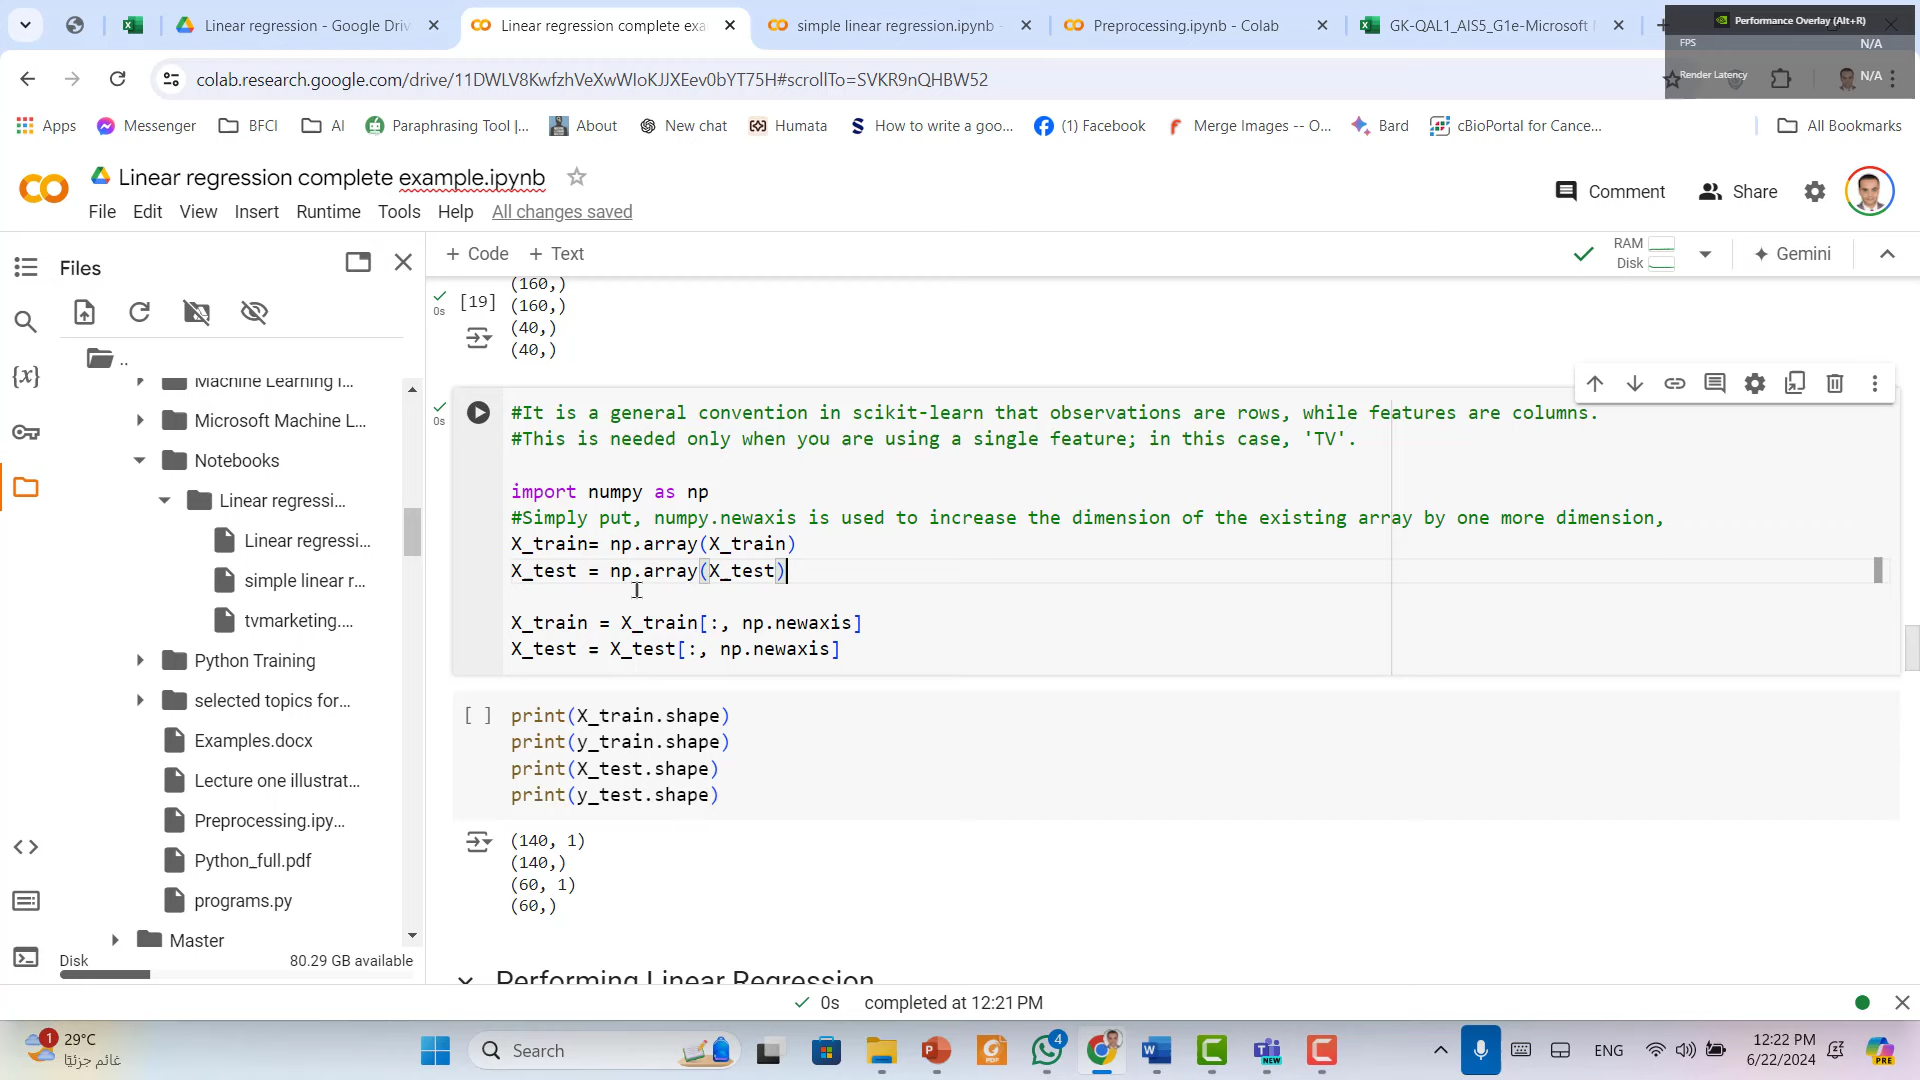 Linear regression - Google Driv
Linear regression complete exa
simple linear regression.ipynb -
Preprocessing.ipynb - Colab
GK-QAL1_AIS5_G1e-Microsoft
Performance Overlay (Alt+R)
FPS N/A
Render Latency N/A
colab.research.google.com/drive/11DWLV8KwfzhVeXwWIoKJJXEev0bYT75H#scrollTo=SVKR9nQHBW52
Apps
Messenger
BFCI
AI
Paraphrasing Tool |...
About
New chat
Humata
How to write a goo...
(1) Facebook
Merge Images -- O...
Bard
cBioPortal for Cance...
All Bookmarks
Linear regression complete example.ipynb
File Edit View Insert Runtime Tools Help All changes saved
Comment
Share
Files
+ Code + Text
RAM
Disk
Gemini
..
Machine Learning i...
Microsoft Machine L...
Notebooks
Linear regressi...
Linear regressi...
simple linear r...
tvmarketing....
Python Training
selected topics for...
Examples.docx
Lecture one illustrat...
Preprocessing.ipy...
Python_full.pdf
programs.py
Master
Disk 80.29 GB available
0s [19]
(160,)
(160,)
(40,)
(40,)
0s
#It is a general convention in scikit-learn that observations are rows, while features are columns.
#This is needed only when you are using a single feature; in this case, 'TV'.
import numpy as np
#Simply put, numpy.newaxis is used to increase the dimension of the existing array by one more dimension,
X_train= np.array(X_train)
X_test = np.array(X_test)
X_train = X_train[:, np.newaxis]
X_test = X_test[:, np.newaxis]
[ ] print(X_train.shape)
print(y_train.shape)
print(X_test.shape)
print(y_test.shape)
(140, 1)
(140,)
(60, 1)
(60,)
Performing Linear Regression
0s completed at 12:21 PM
1
29°C
غائم جزئيًا
Search
4
NEW
ENG
12:22 PM
6/22/2024
PRE